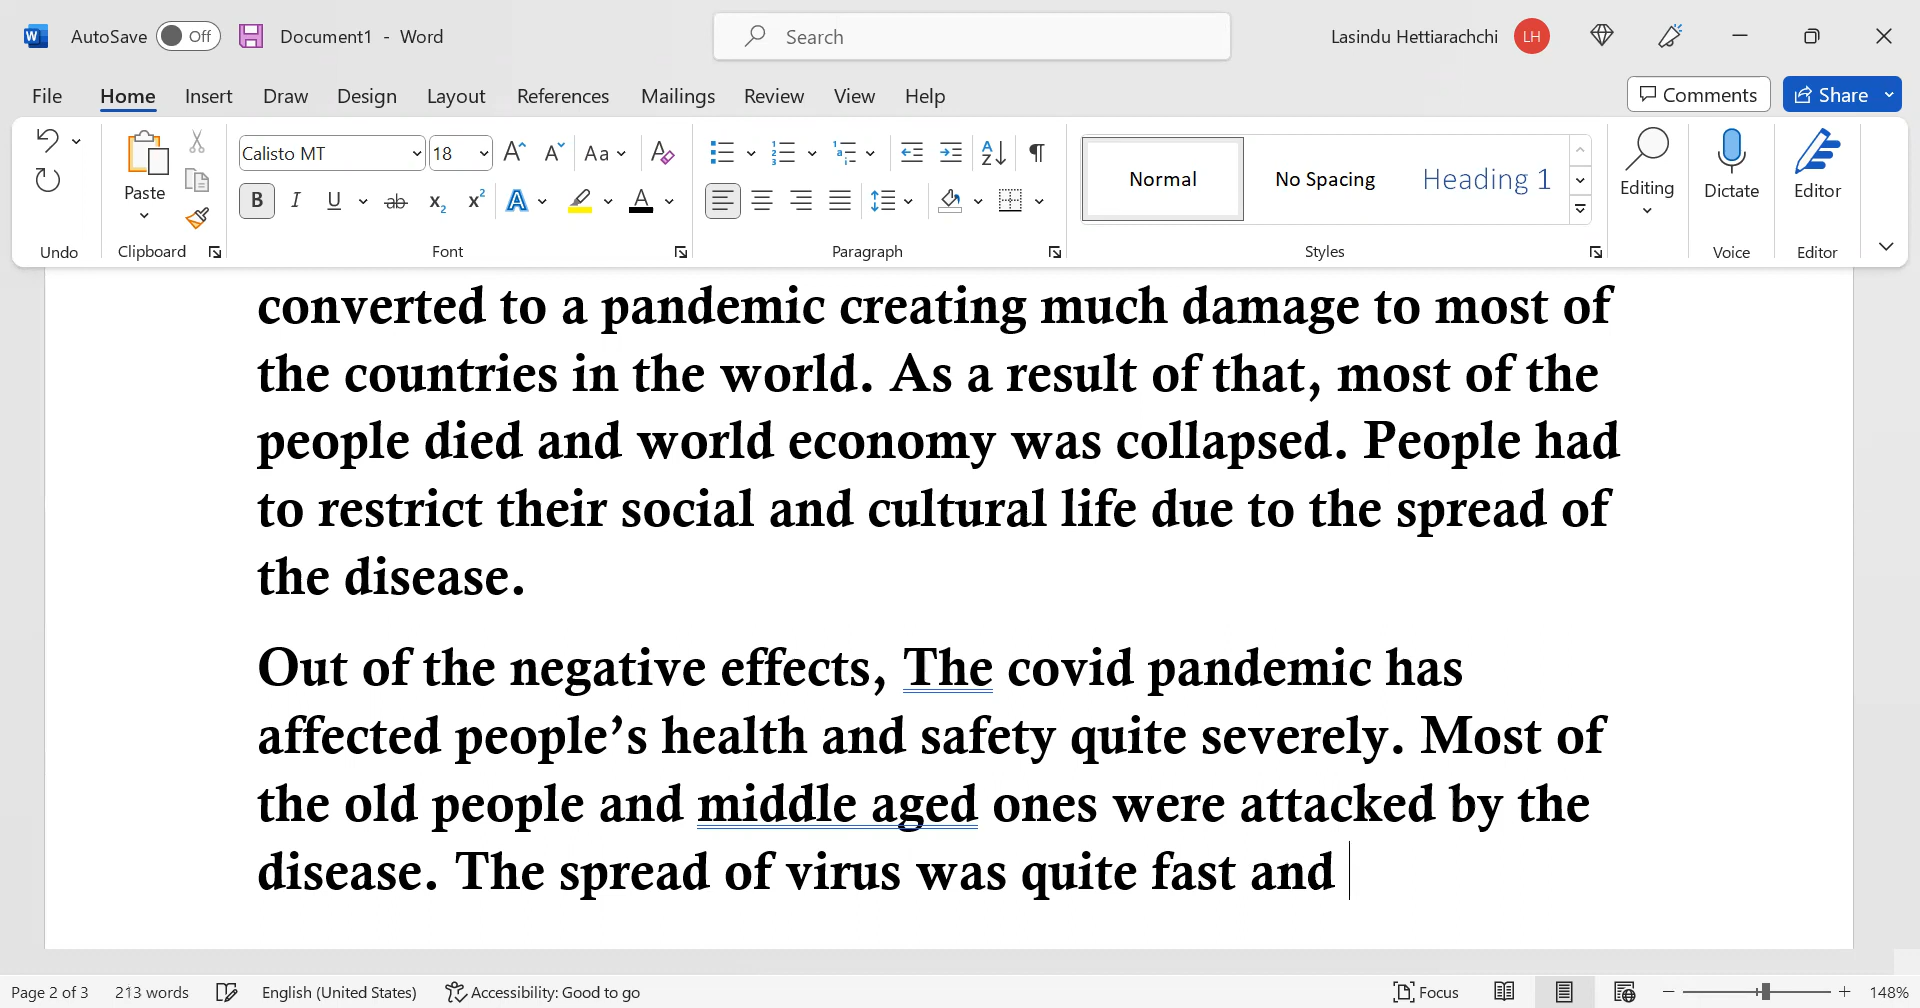 AutoSave Off Document1 - Word Search Lasindu Hettiarachchi LH
File Home Insert Draw Design Layout References Mailings Review View Help Comments Share
Calisto MT 18 Aa Normal No Spacing Heading 1
Paste Editing Dictate Editor
B I U ab x₂ x² A A
Undo Clipboard Font Paragraph Styles Voice Editor
converted to a pandemic creating much damage to most of
the countries in the world. As a result of that, most of the
people died and world economy was collapsed. People had
to restrict their social and cultural life due to the spread of
the disease.
Out of the negative effects, The covid pandemic has
affected people’s health and safety quite severely. Most of
the old people and middle aged ones were attacked by the
disease. The spread of virus was quite fast and
Page 2 of 3 213 words English (United States) Accessibility: Good to go Focus 148%